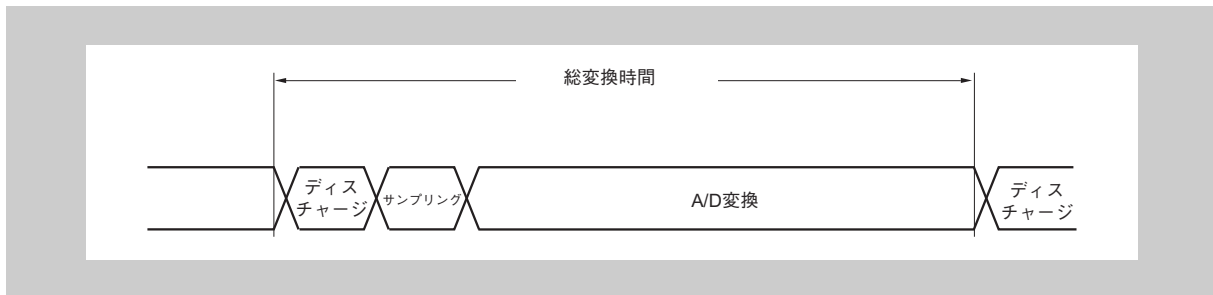 総変換時間
ディス
チャージ
サンプリング
A/D変換
ディス
チャージ